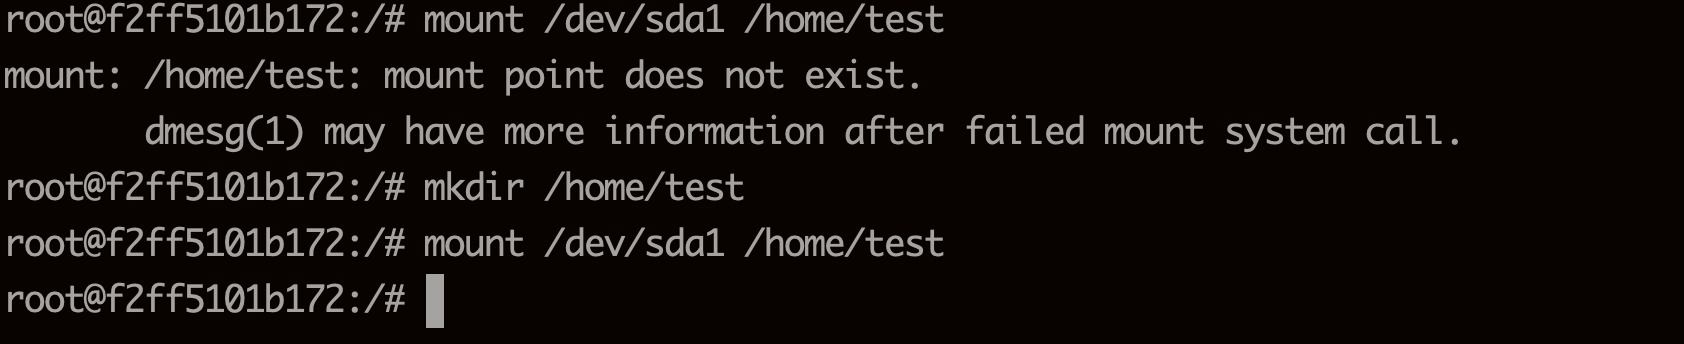 root@f2ff5101b172:/# mount /dev/sda1 /home/test
mount: /home/test: mount point does not exist.
       dmesg(1) may have more information after failed mount system call.
root@f2ff5101b172:/# mkdir /home/test
root@f2ff5101b172:/# mount /dev/sda1 /home/test
root@f2ff5101b172:/#